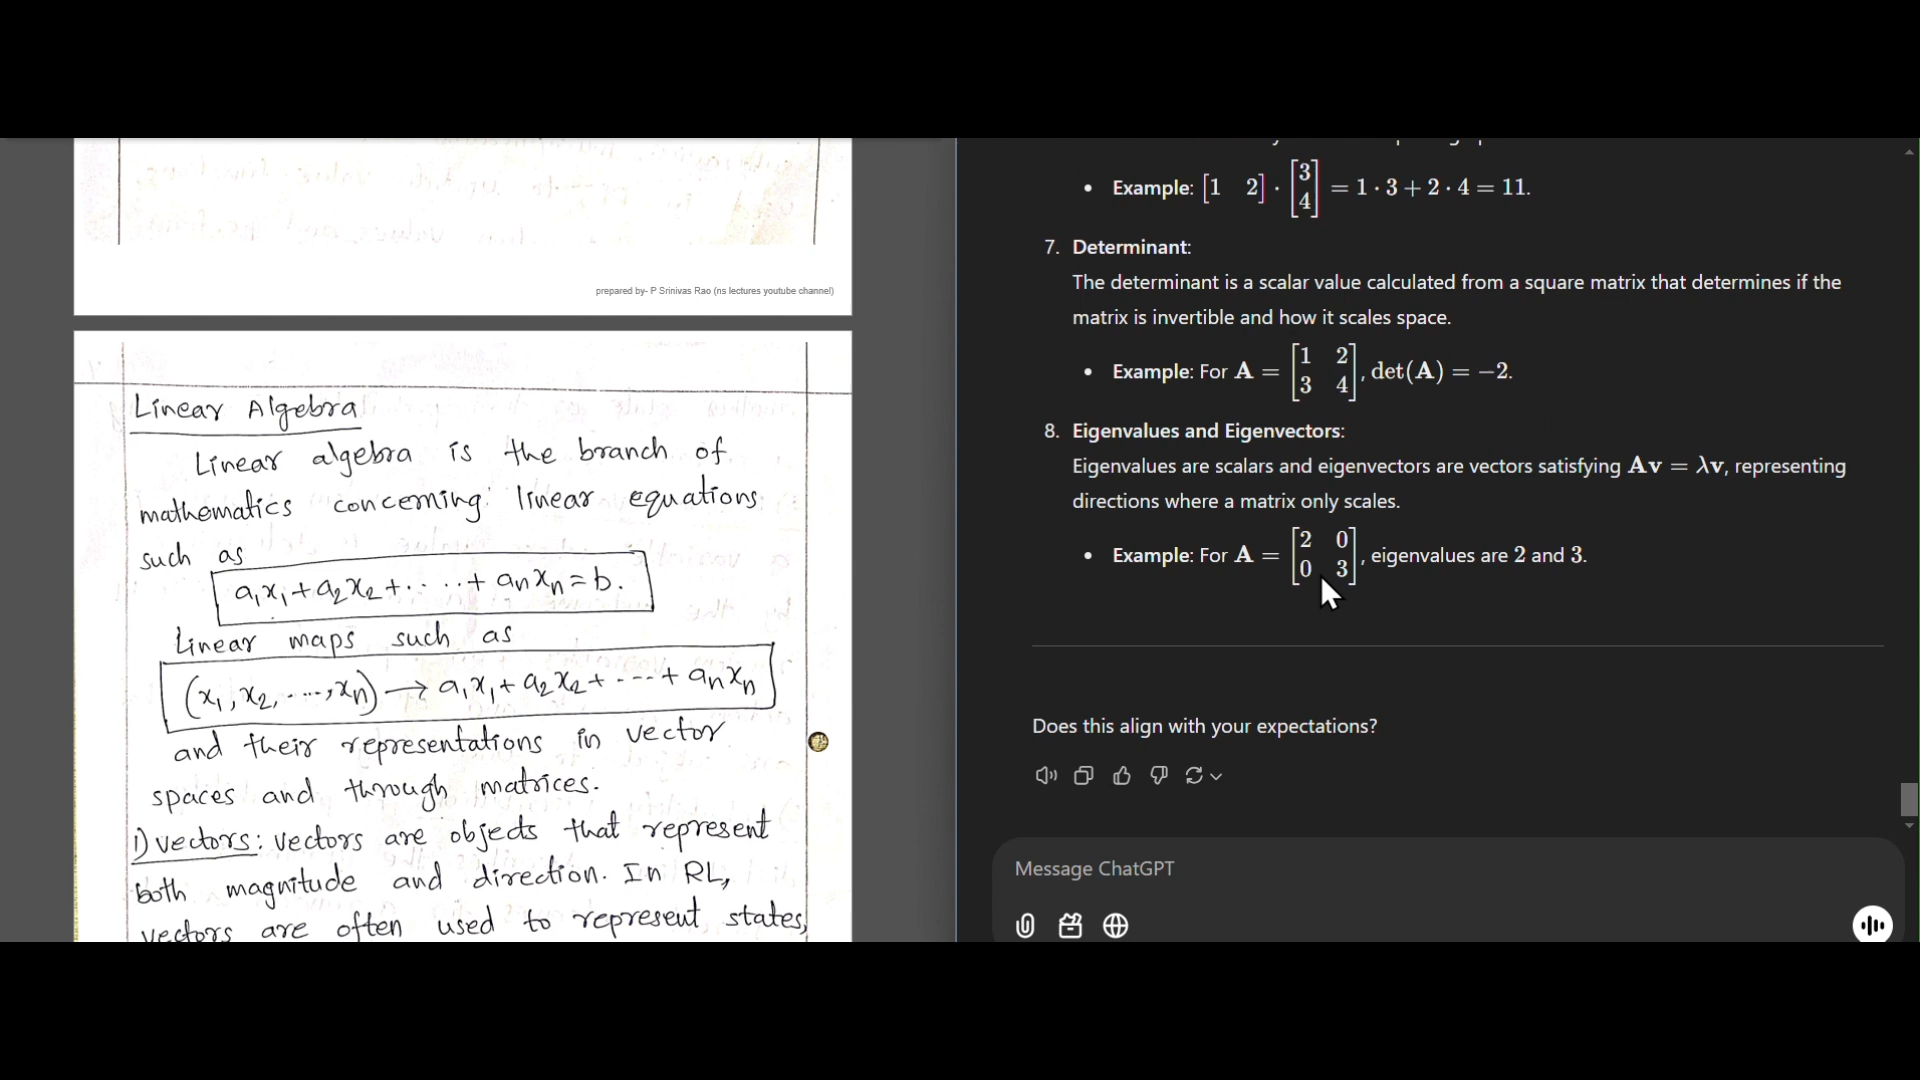 prepared by- P Srinivas Rao (ns lectures youtube channel)
Linear Algebra
Linear algebra is the branch of
mathematics concerning linear equations
such as
a₁x₁+a₂x₂+.....+ aₙxₙ=b.
Linear maps such as
(x₁, x₂, ....., xₙ) → a₁x₁+ a₂x₂+ ----+ aₙxₙ
and their representations in vector
spaces and through matrices.
1) vectors: vectors are objects that represent
both magnitude and direction. In RL,
vectors are often used to represent states,
• Example: [1 2] · [3 4] = 1 · 3 + 2 · 4 = 11.
7. Determinant:
The determinant is a scalar value calculated from a square matrix that determines if the
matrix is invertible and how it scales space.
• Example: For A = [1 2 3 4], det(A) = −2.
8. Eigenvalues and Eigenvectors:
Eigenvalues are scalars and eigenvectors are vectors satisfying Av = λv, representing
directions where a matrix only scales.
• Example: For A = [2 0 0 3], eigenvalues are 2 and 3.
Does this align with your expectations?
Message ChatGPT